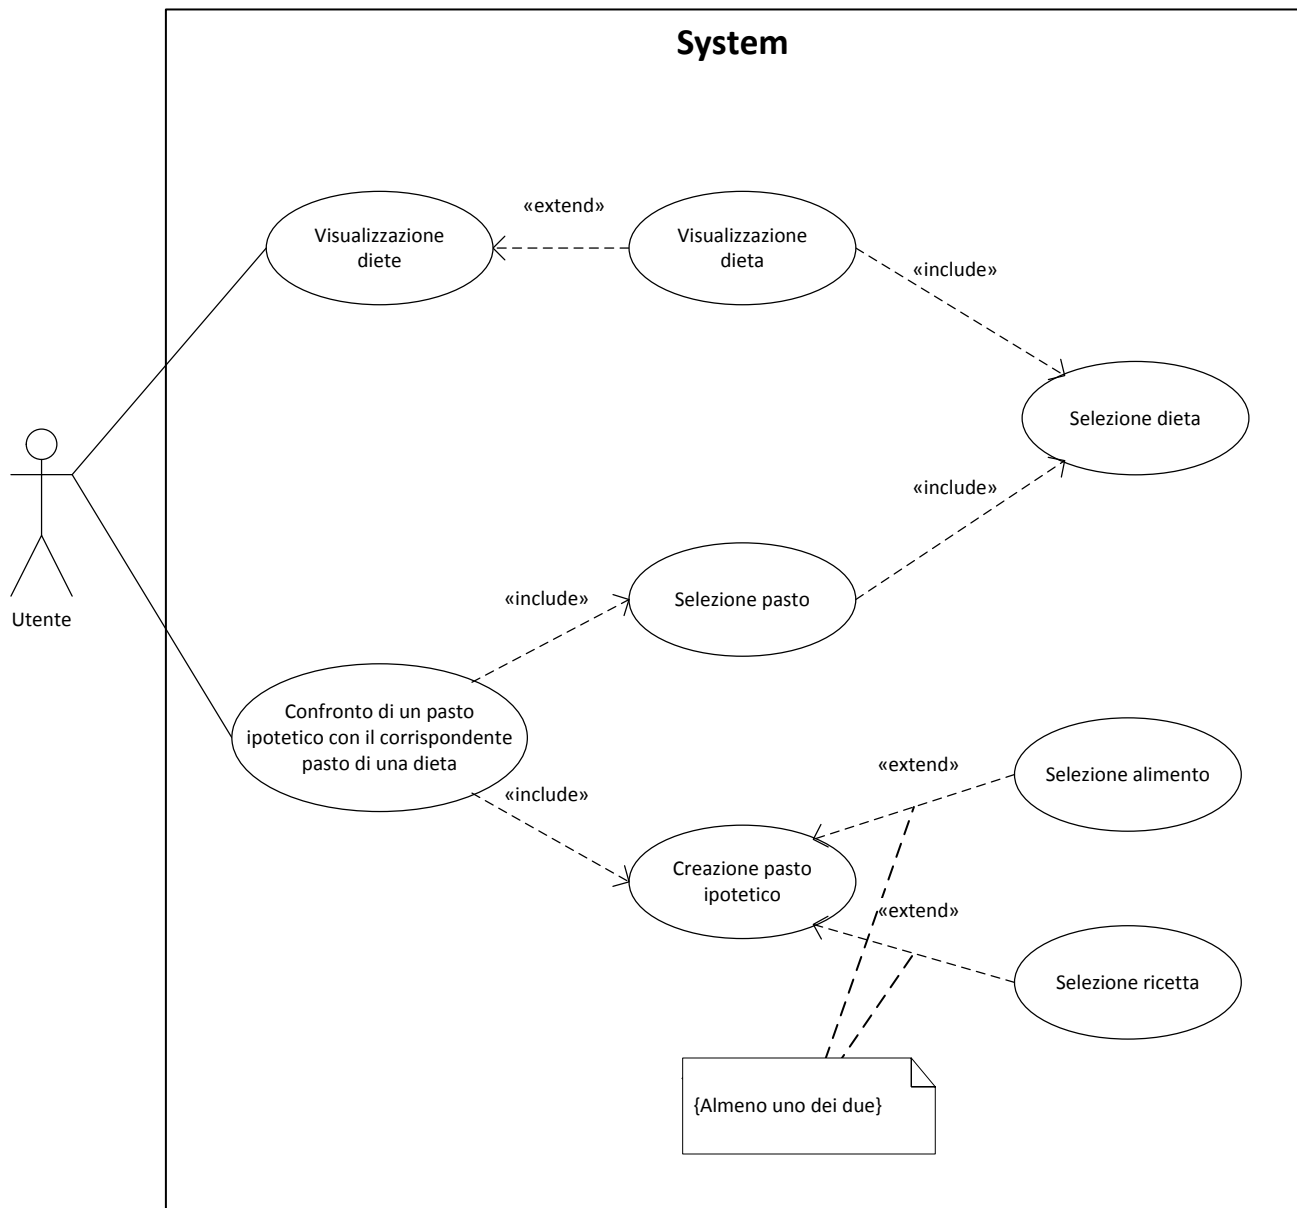 System
Visualizzazione
diete
«extend»
Visualizzazione
dieta
«include»
Selezione dieta
«include»
Utente
«include»
Selezione pasto
Confronto di un pasto
ipotetico con il corrispondente
pasto di una dieta
«include»
Creazione pasto
ipotetico
«extend»
Selezione alimento
«extend»
Selezione ricetta
{Almeno uno dei due}